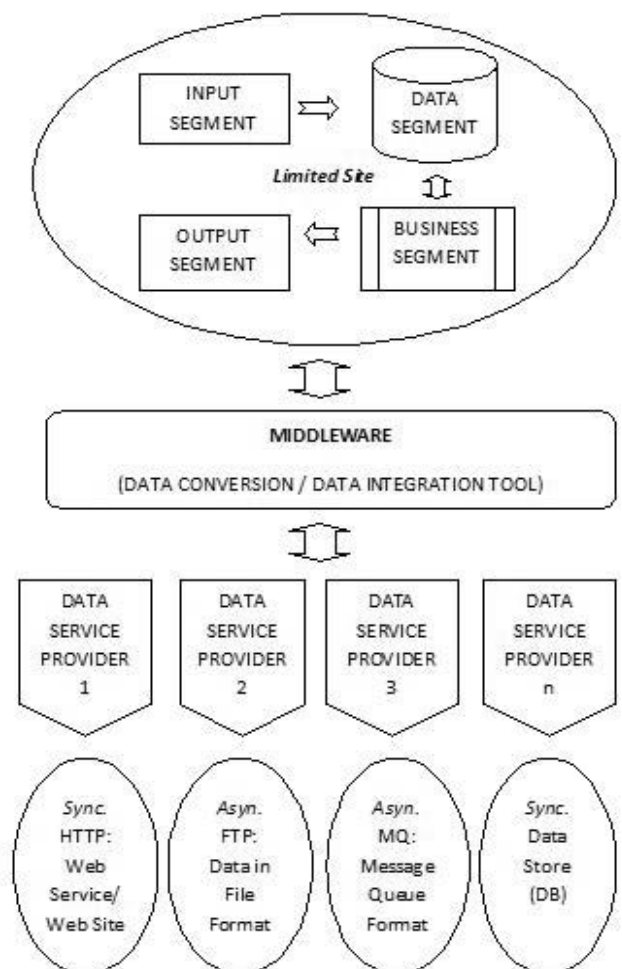 INPUT
SEGMENT
DATA
SEGMENT
Limited Site
OUTPUT
SEGMENT
BUSINESS
SEGMENT
MIDDLEWARE
(DATA CONVERSION / DATA INTEGRATION TOOL)
DATA
SERVICE
PROVIDER
1
DATA
SERVICE
PROVIDER
2
DATA
SERVICE
PROVIDER
3
DATA
SERVICE
PROVIDER
n
Sync.
HTTP:
Web
Service/
Web Site
Asyn.
FTP:
Data in
File
Format
Asyn.
MQ:
Message
Queue
Format
Sync.
Data
Store
(DB)